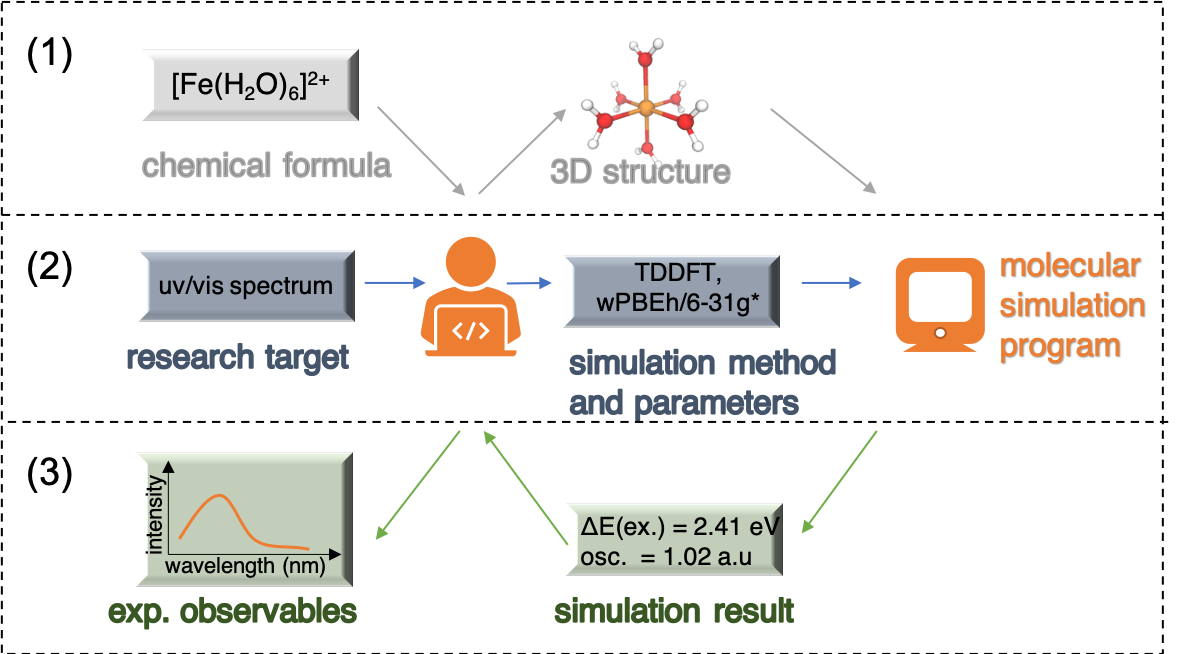 (1)
[Fe(H₂O)₆]²⁺
chemical formula
3D structure
(2)
uv/vis spectrum
research target
</>
TDDFT,
wPBEh/6-31g*
simulation method
and parameters
molecular
simulation
program
(3)
intensity
wavelength (nm)
exp. observables
ΔE(ex.) = 2.41 eV
osc. = 1.02 a.u
simulation result